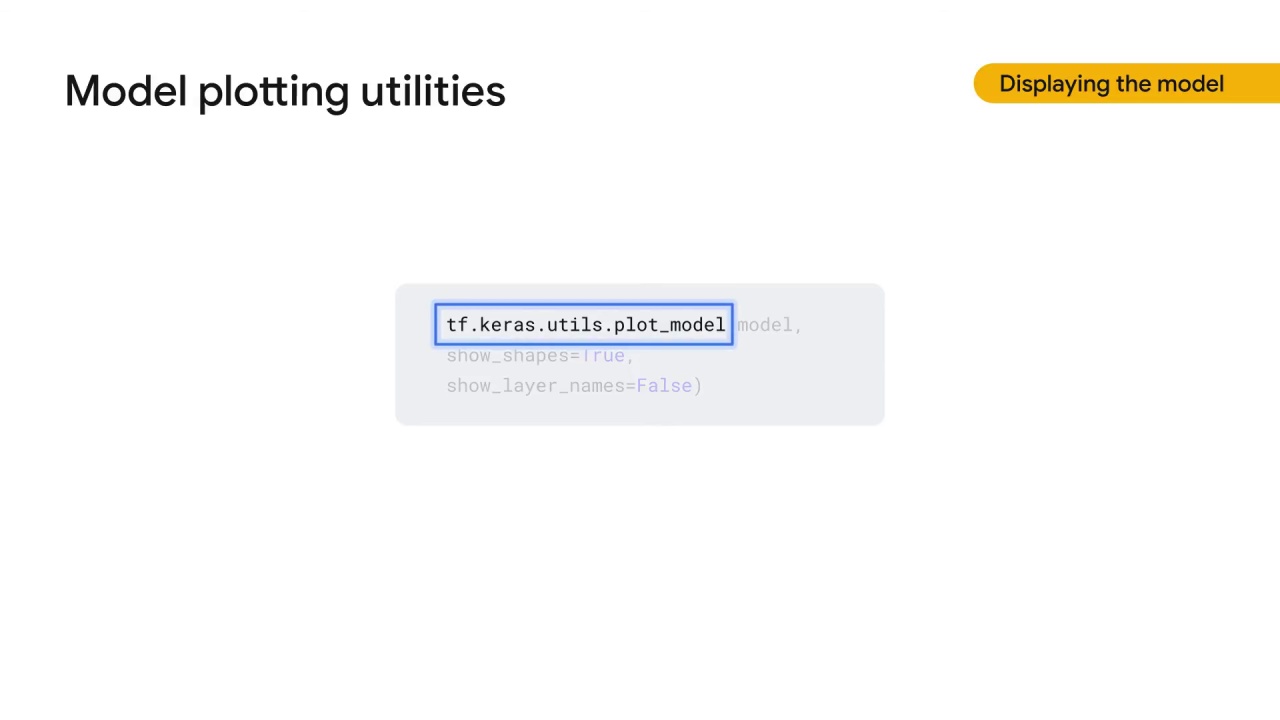 Model plotting utilities
Displaying the model
tf.keras.utils.plot_model model,
show_shapes=True,
show_layer_names=False)